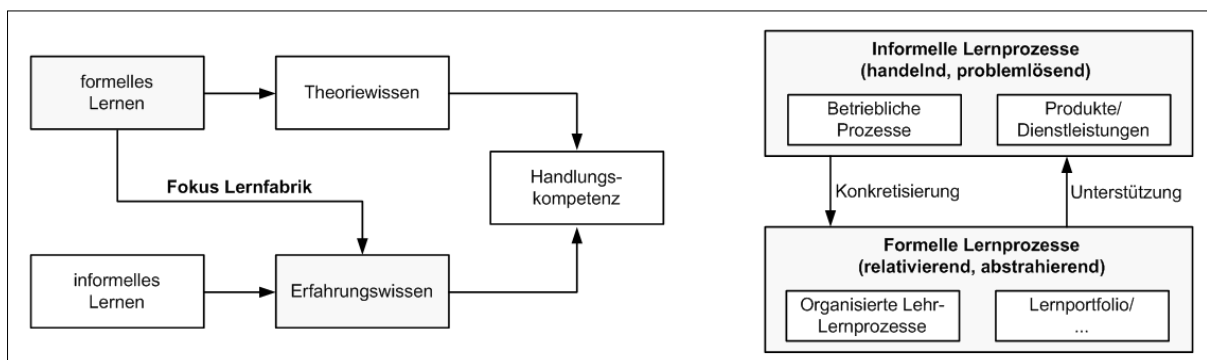 formelles
Lernen
Theoriewissen
Fokus Lernfabrik
Handlungs-
kompetenz
informelles
Lernen
Erfahrungswissen
Informelle Lernprozesse
(handelnd, problemlösend)
Betriebliche
Prozesse
Produkte/
Dienstleistungen
Konkretisierung
Unterstützung
Formelle Lernprozesse
(relativierend, abstrahierend)
Organisierte Lehr-
Lernprozesse
Lernportfolio/
...